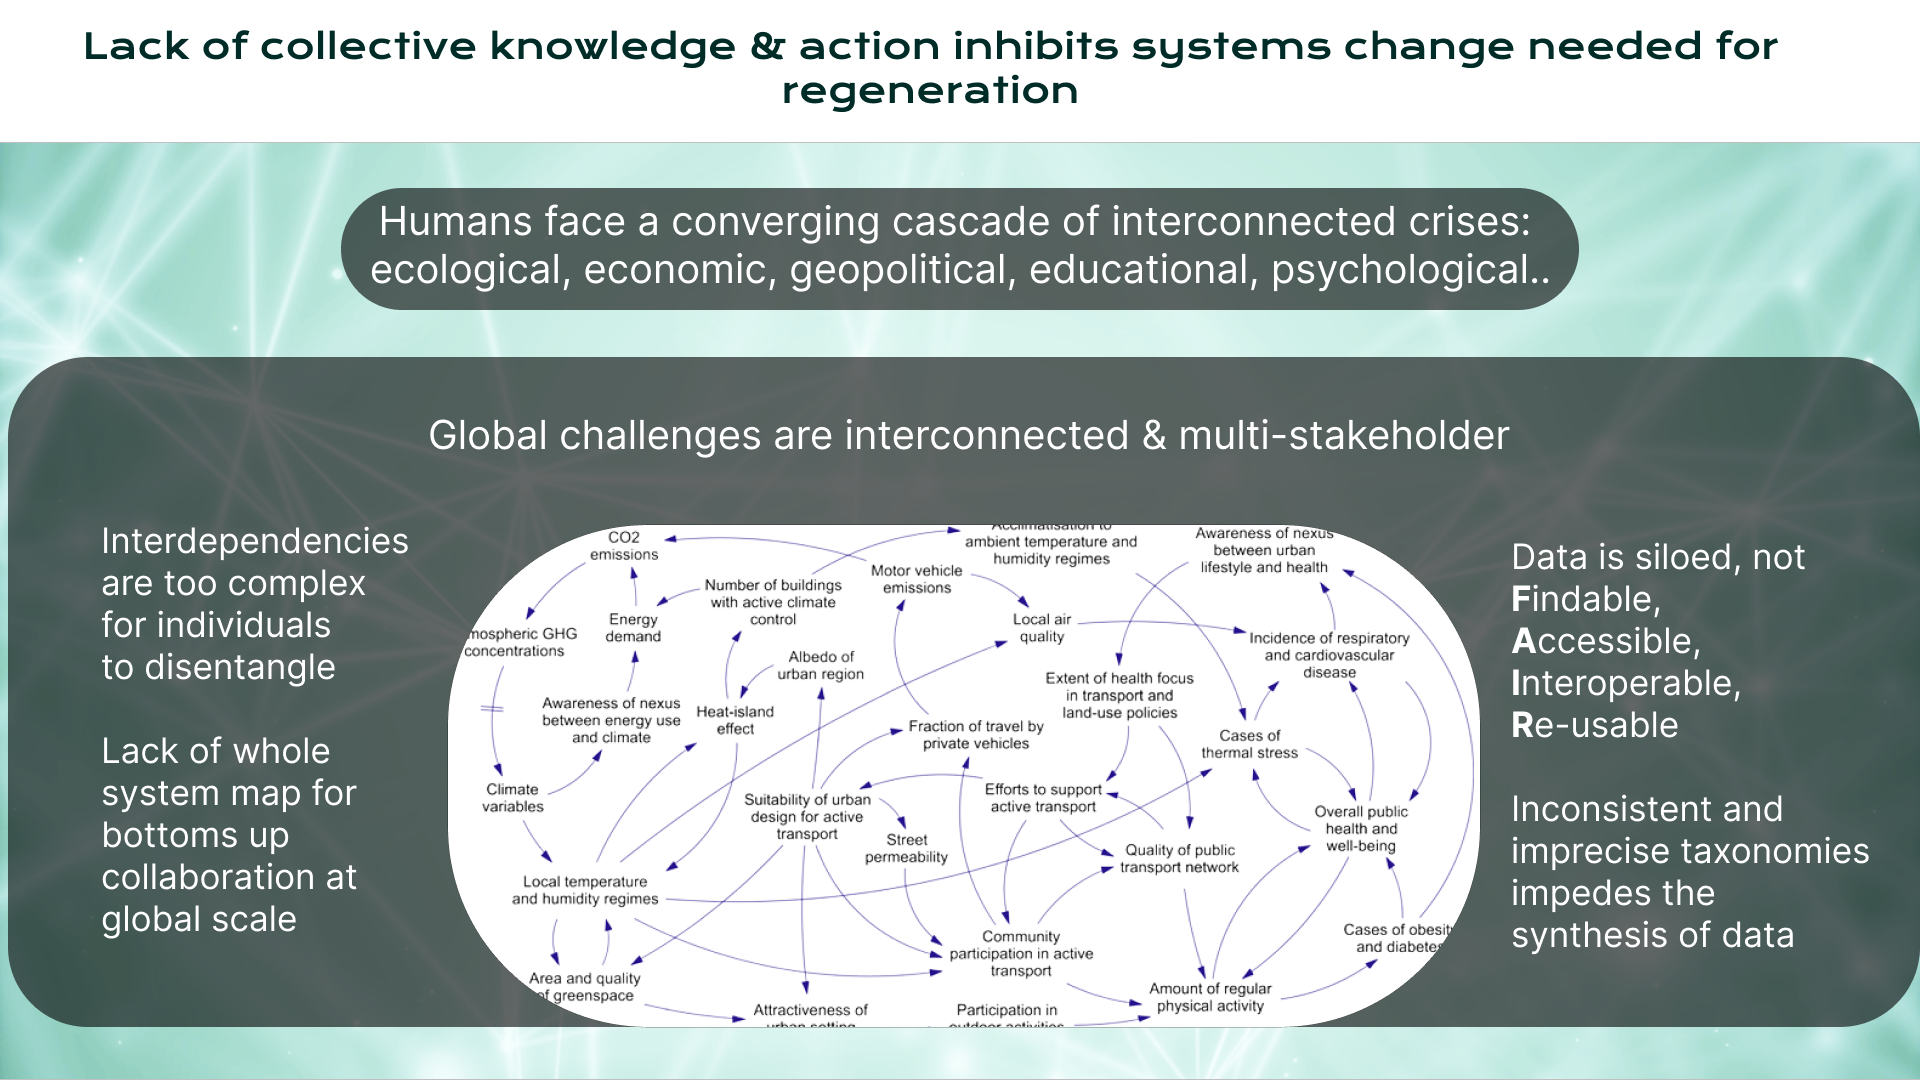 Lack of collective knowledge & action inhibits systems change needed for
regeneration
Humans face a converging cascade of interconnected crises:
ecological, economic, geopolitical, educational, psychological..
Global challenges are interconnected & multi-stakeholder
Interdependencies
are too complex
for individuals
to disentangle
Lack of whole
system map for
bottoms up
collaboration at
global scale
CO2
emissions
Acclimatisation to
ambient temperature and
humidity regimes
Awareness of nexus
between urban
lifestyle and health
Motor vehicle
emissions
Number of buildings
with active climate
control
Energy
demand
Local air
quality
mospheric GHG
concentrations
Incidence of respiratory
and cardiovascular
disease
Albedo of
urban region
Extent of health focus
in transport and
land-use policies
Awareness of nexus
between energy use
and climate
Heat-island
effect
Fraction of travel by
private vehicles
Cases of
thermal stress
Climate
variables
Suitability of urban
design for active
transport
Efforts to support
active transport
Overall public
health and
well-being
Street
permeability
Quality of public
transport network
Local temperature
and humidity regimes
Community
participation in active
transport
Cases of obesity
and diabetes
Area and quality
of greenspace
Amount of regular
physical activity
Attractiveness of
urban setting
Participation in
outdoor activities
Data is siloed, not
Findable,
Accessible,
Interoperable,
Re-usable
Inconsistent and
imprecise taxonomies
impedes the
synthesis of data